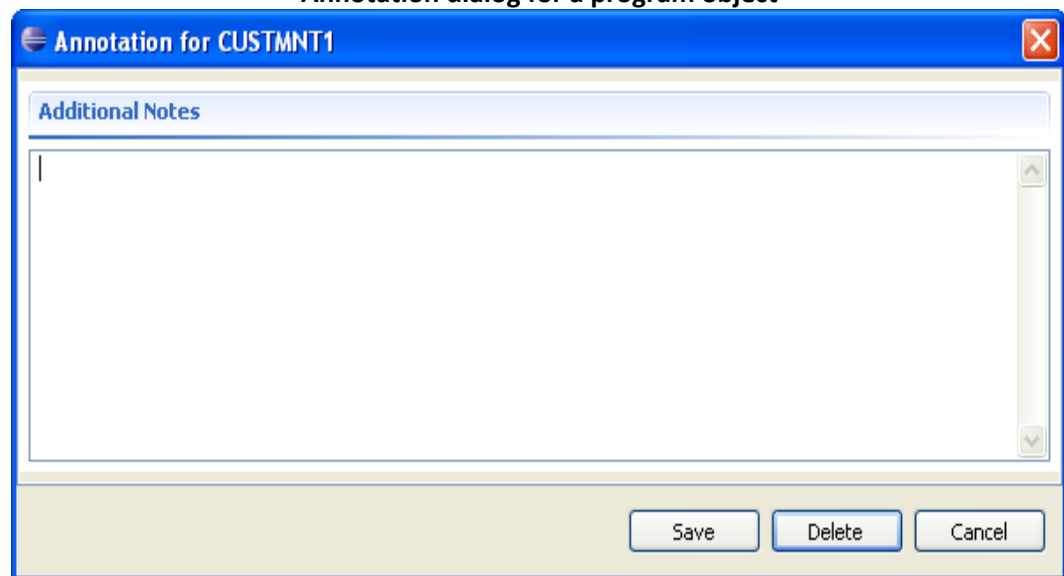 Annotation dialog for a program object
Annotation for CUSTMNT1
Additional Notes
Save Delete Cancel